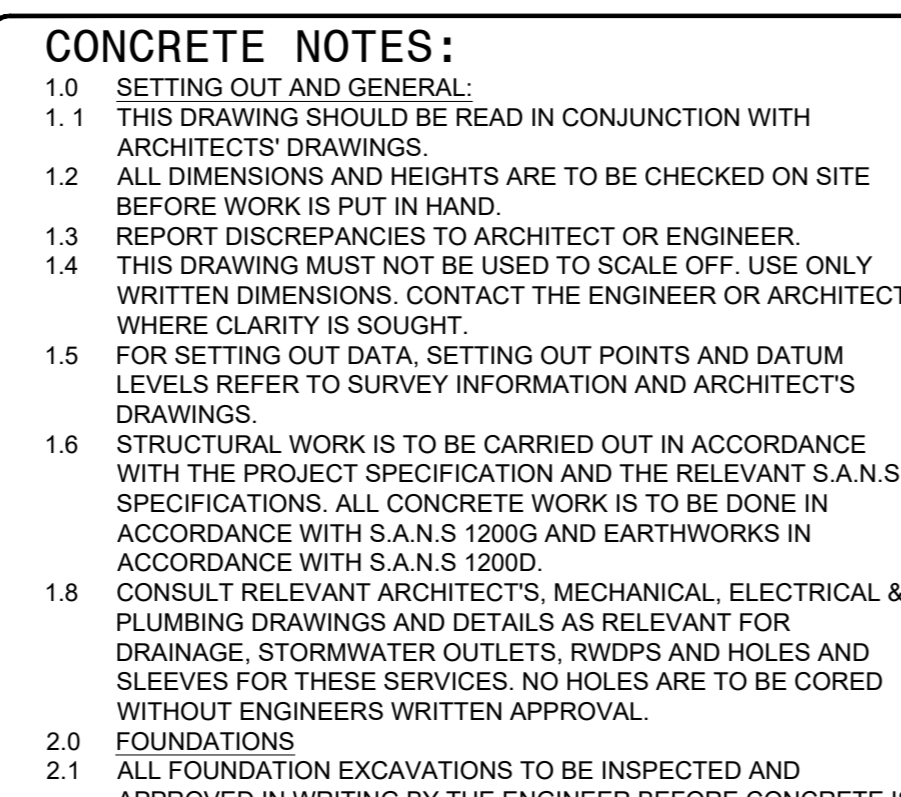 CONCRETE NOTES:
1.0 SETTING OUT AND GENERAL:
1. 1 THIS DRAWING SHOULD BE READ IN CONJUNCTION WITH
ARCHITECTS' DRAWINGS.
1.2 ALL DIMENSIONS AND HEIGHTS ARE TO BE CHECKED ON SITE
BEFORE WORK IS PUT IN HAND.
1.3 REPORT DISCREPANCIES TO ARCHITECT OR ENGINEER.
1.4 THIS DRAWING MUST NOT BE USED TO SCALE OFF. USE ONLY
WRITTEN DIMENSIONS. CONTACT THE ENGINEER OR ARCHITECT
WHERE CLARITY IS SOUGHT.
1.5 FOR SETTING OUT DATA, SETTING OUT POINTS AND DATUM
LEVELS REFER TO SURVEY INFORMATION AND ARCHITECT'S
DRAWINGS.
1.6 STRUCTURAL WORK IS TO BE CARRIED OUT IN ACCORDANCE
WITH THE PROJECT SPECIFICATION AND THE RELEVANT S.A.N.S
SPECIFICATIONS. ALL CONCRETE WORK IS TO BE DONE IN
ACCORDANCE WITH S.A.N.S 1200G AND EARTHWORKS IN
ACCORDANCE WITH S.A.N.S 1200D.
1.8 CONSULT RELEVANT ARCHITECT'S, MECHANICAL, ELECTRICAL &
PLUMBING DRAWINGS AND DETAILS AS RELEVANT FOR
DRAINAGE, STORMWATER OUTLETS, RWDPS AND HOLES AND
SLEEVES FOR THESE SERVICES. NO HOLES ARE TO BE CORED
WITHOUT ENGINEERS WRITTEN APPROVAL.
2.0 FOUNDATIONS
2.1 ALL FOUNDATION EXCAVATIONS TO BE INSPECTED AND
APPROVED IN WRITING BY THE ENGINEER BEFORE CONCRETE IS